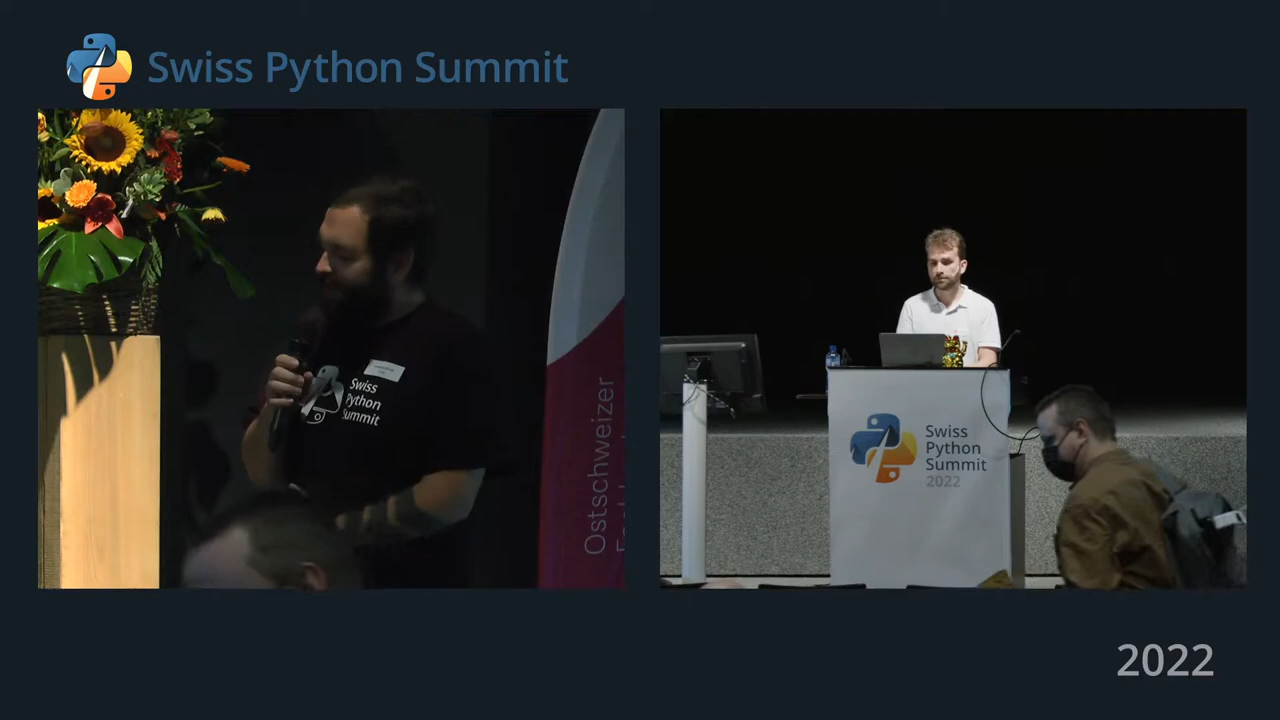 Swiss Python Summit
Swiss
Python
Summit
Ostschweizer
Swiss
Python
Summit
2022
2022